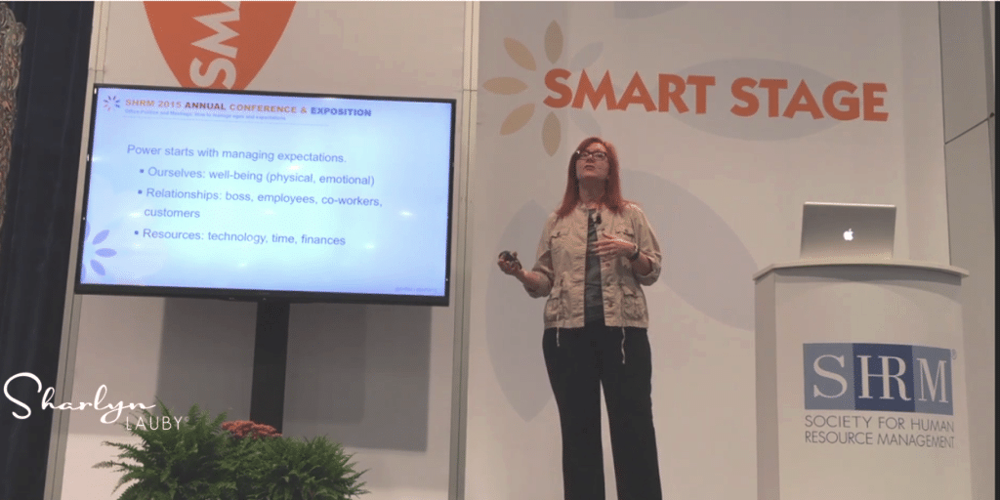 SM
SHRM 2015 ANNUAL CONFERENCE & EXPOSITION
Power starts with managing expectations.
▪ Ourselves: well-being (physical, emotional)
▪ Relationships: boss, employees, co-workers,
customers
▪ Resources: technology, time, finances
SMART STAGE
SHRM®
SOCIETY FOR HUMAN
RESOURCE MANAGEMENT
Sharlyn
LAUBY